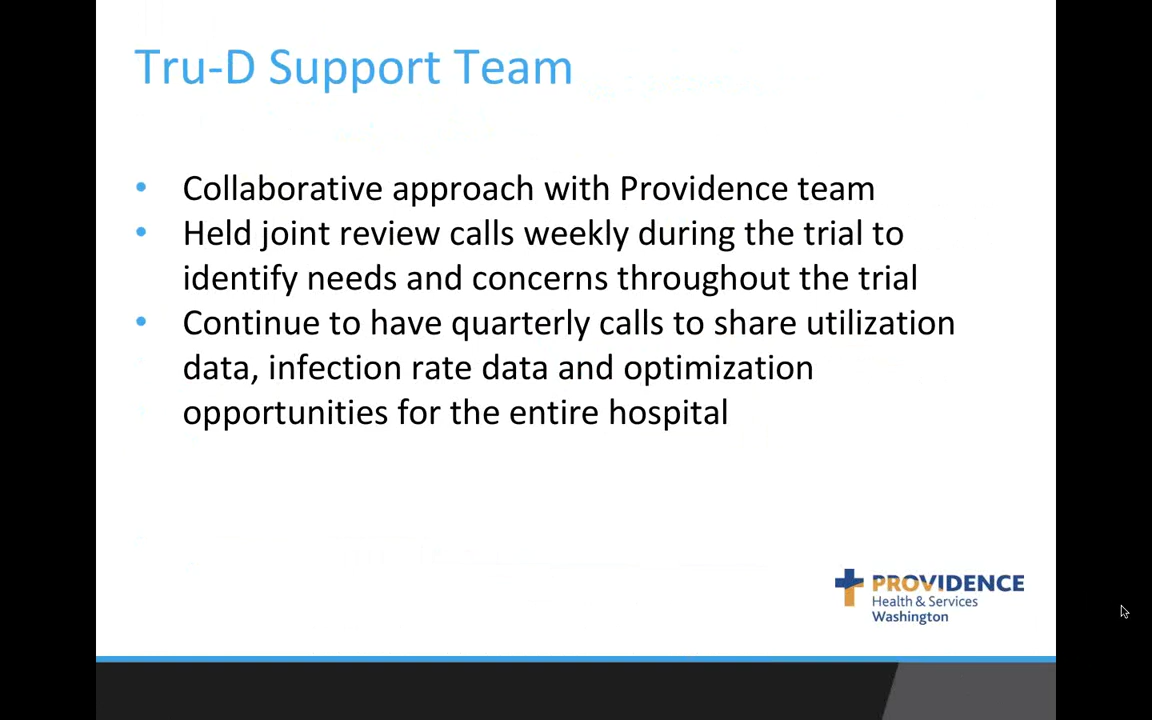 Tru-D Support Team
• Collaborative approach with Providence team
• Held joint review calls weekly during the trial to
identify needs and concerns throughout the trial
• Continue to have quarterly calls to share utilization
data, infection rate data and optimization
opportunities for the entire hospital
PROVIDENCE
Health & Services
Washington